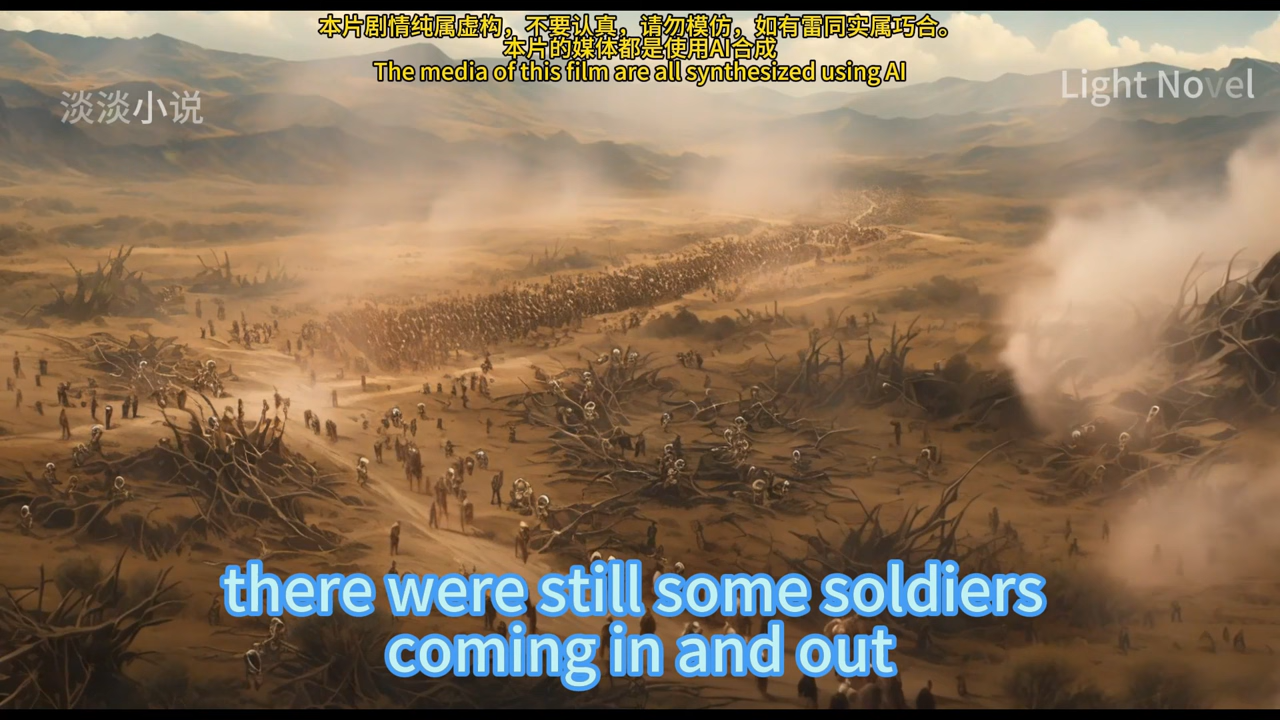 本片剧情纯属虚构，不要认真，请勿模仿，如有雷同实属巧合。
本片的媒体都是使用AI合成
The media of this film are all synthesized using AI
淡淡小说
Light Novel
there were still some soldiers
coming in and out